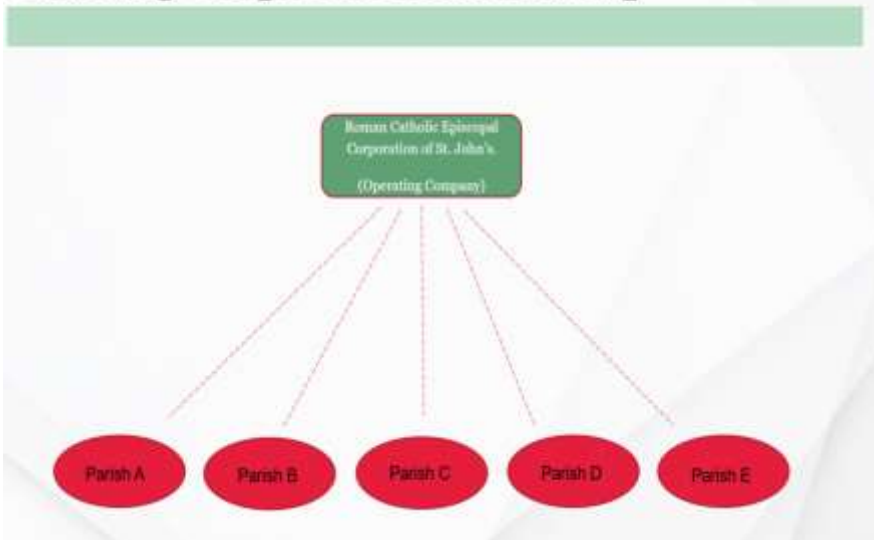 Roman Catholic Episcopal
Corporation of St. John's.
(Operating Company)
Parish A
Parish B
Parish C
Parish D
Parish E